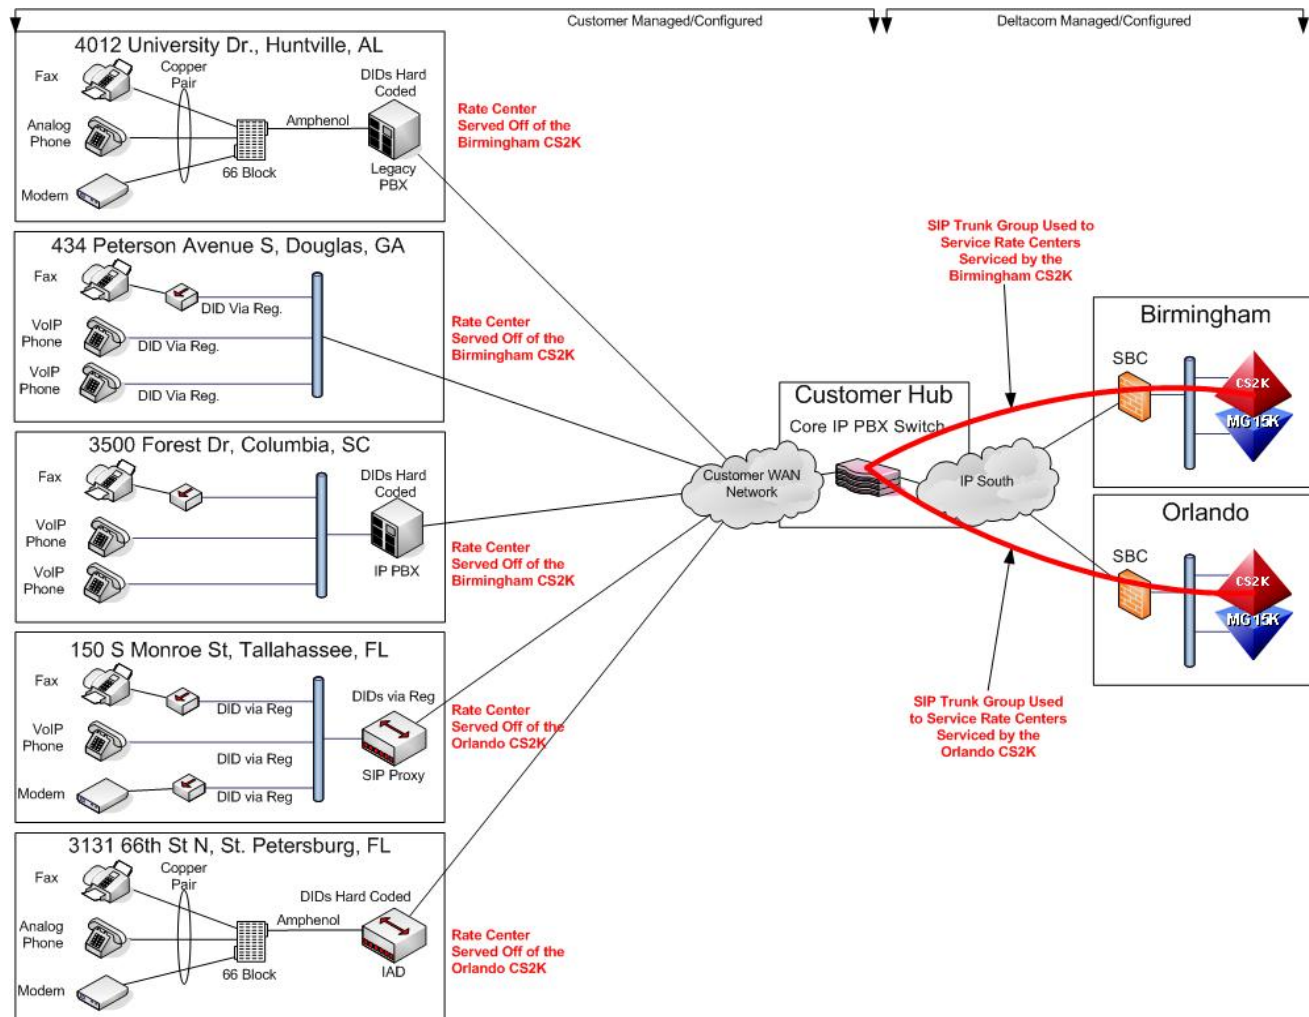 Customer Managed/Configured
Deltacom Managed/Configured
4012 University Dr., Huntville, AL
Fax
Copper
Pair
DIDs Hard
Coded
Analog
Phone
Amphenol
66 Block
Legacy
PBX
Modem
Rate Center
Served Off of the
Birmingham CS2K
434 Peterson Avenue S, Douglas, GA
Fax
DID Via Reg.
VoIP
Phone
DID Via Reg.
VoIP
Phone
DID Via Reg.
Rate Center
Served Off of the
Birmingham CS2K
3500 Forest Dr, Columbia, SC
Fax
DIDs Hard
Coded
VoIP
Phone
IP PBX
VoIP
Phone
Rate Center
Served Off of the
Birmingham CS2K
150 S Monroe St, Tallahassee, FL
Fax
DID via Reg
DIDs via Reg
VoIP
Phone
DID via Reg
SIP Proxy
Modem
DID via Reg
Rate Center
Served Off of the
Orlando CS2K
3131 66th St N, St. Petersburg, FL
Fax
Copper
Pair
DIDs Hard Coded
Analog
Phone
Amphenol
66 Block
IAD
Modem
Rate Center
Served Off of the
Orlando CS2K
Customer WAN
Network
Customer Hub
Core IP PBX Switch
IP South
SIP Trunk Group Used to
Service Rate Centers
Serviced by the
Birmingham CS2K
Birmingham
SBC
CS2K
MG 15K
Orlando
SBC
CS2K
MG 15K
SIP Trunk Group Used
to Service Rate Centers
Serviced by the
Orlando CS2K